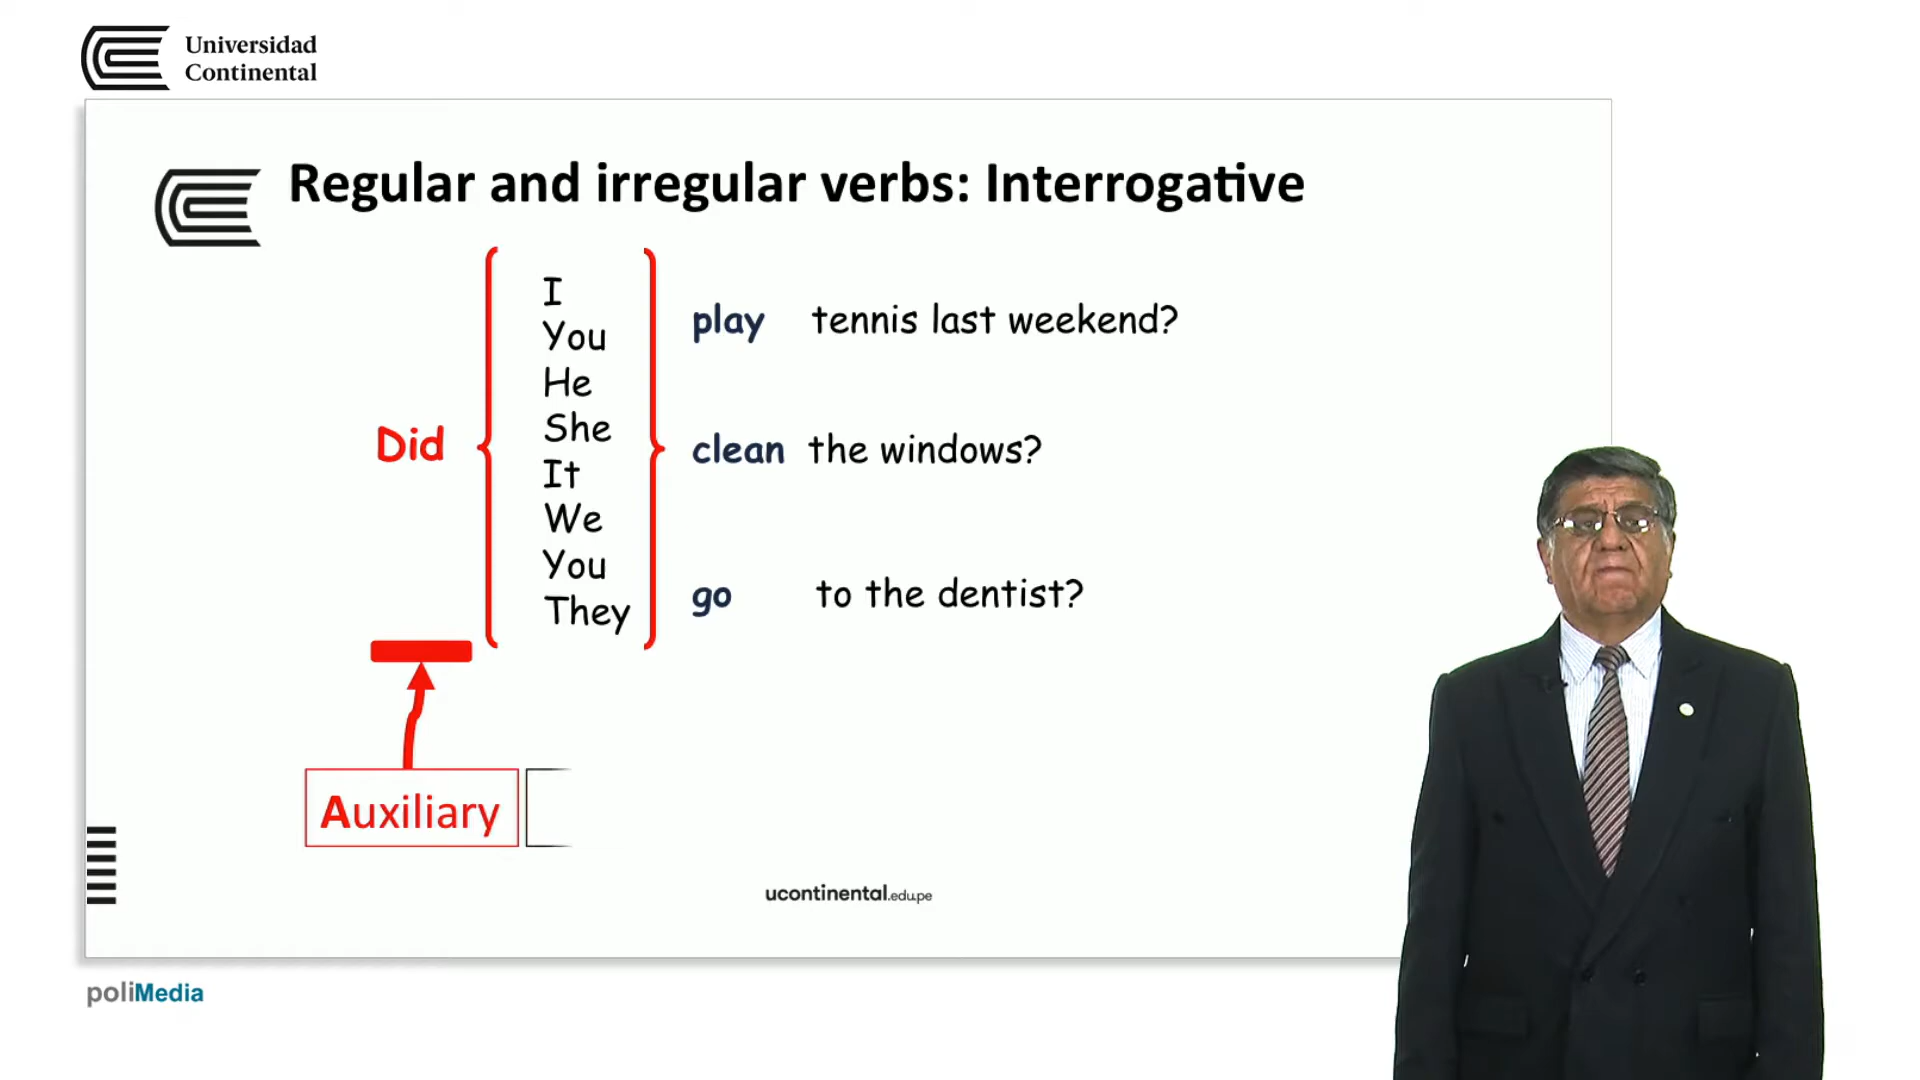 Universidad
Continental
Regular and irregular verbs: Interrogative
I
You
He
She
It
We
You
They
Did
play tennis last weekend?
clean the windows?
go to the dentist?
Auxiliary
ucontinental.edu.pe
poliMedia